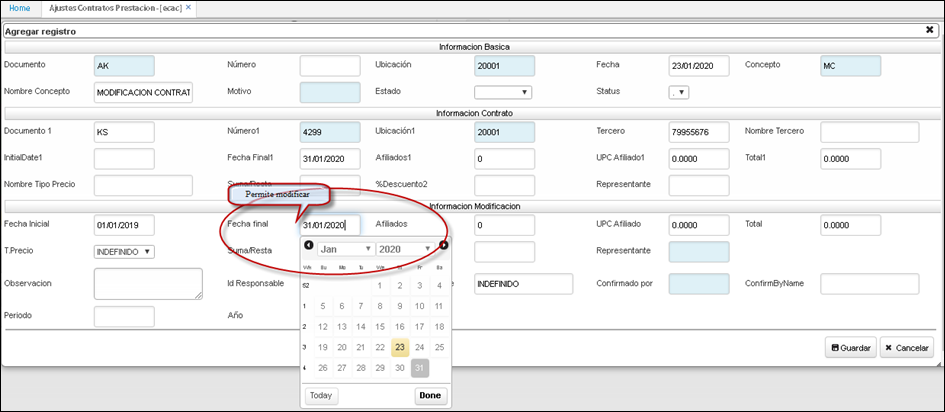 Home Ajustes Contratos Prestacion - [ecac] ×
Agregar registro ✖
Informacion Basica
Documento AK Número Ubicación 20001 Fecha 23/01/2020 Concepto MC
Nombre Concepto MODIFICACION CONTRAT Motivo Estado Status .
Informacion Contrato
Documento 1 KS Número1 4299 Ubicación1 20001 Tercero 79955676 Nombre Tercero
InitialDate1 Fecha Final1 31/01/2020 Afiliados1 0 UPC Afiliado1 0.0000 Total1 0.0000
Nombre Tipo Precio Suma/Resta %Descuento2 Representante
Permite modificar
Informacion Modificacion
Fecha Inicial 01/01/2019 Fecha final 31/01/2020 Afiliados 0 UPC Afiliado 0.0000 Total 0.0000
T.Precio INDEFINIDO Suma/Resta Representante
Jan 2020
Observacion Id Responsable INDEFINIDO Confirmado por ConfirmByName
Periodo Año
Wk Su Mo Tu We Th Fr Sa
52 1 2 3 4
1 5 6 7 8 9 10 11
2 12 13 14 15 16 17 18
3 19 20 21 22 23 24 25
4 26 27 28 29 30 31
Guardar ✖ Cancelar
Today Done